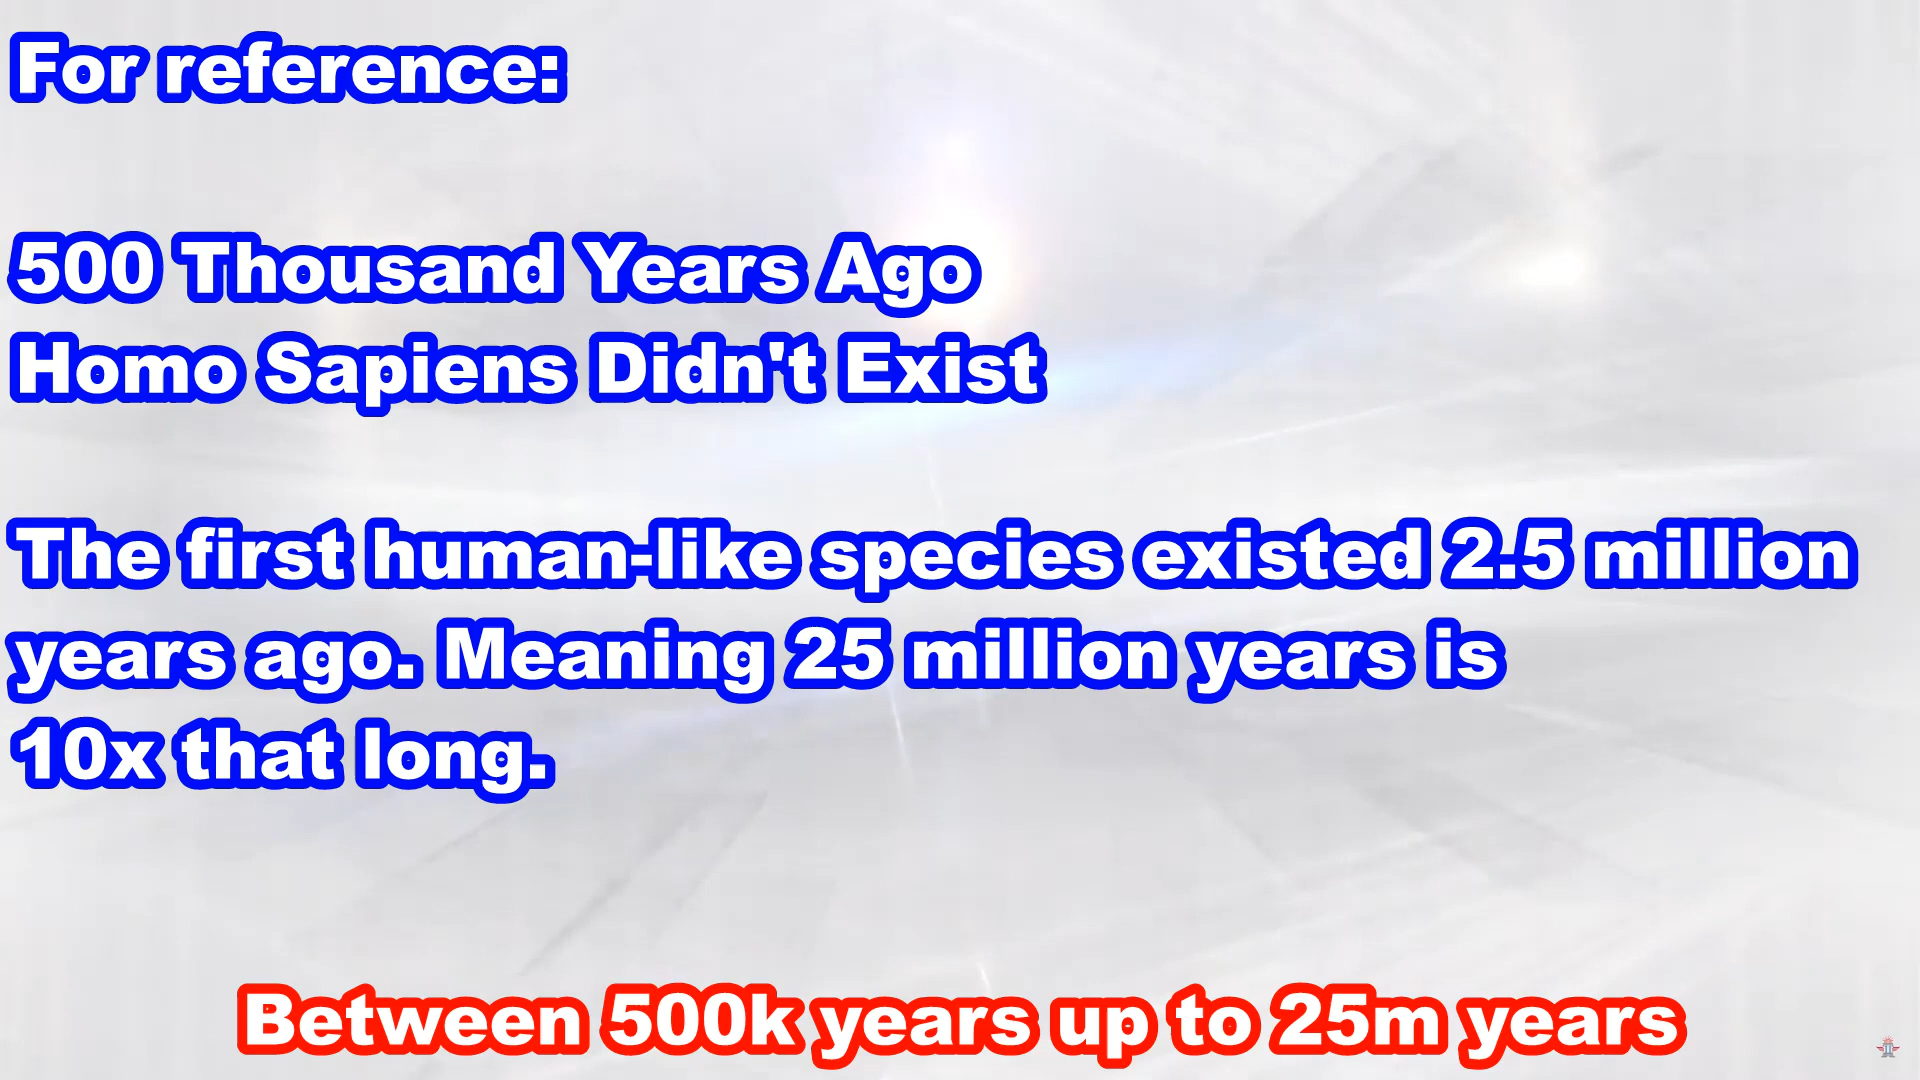 For reference:
500 Thousand Years Ago
Homo Sapiens Didn't Exist
The first human-like species existed 2.5 million
years ago. Meaning 25 million years is
10x that long.
Between 500k years up to 25m years